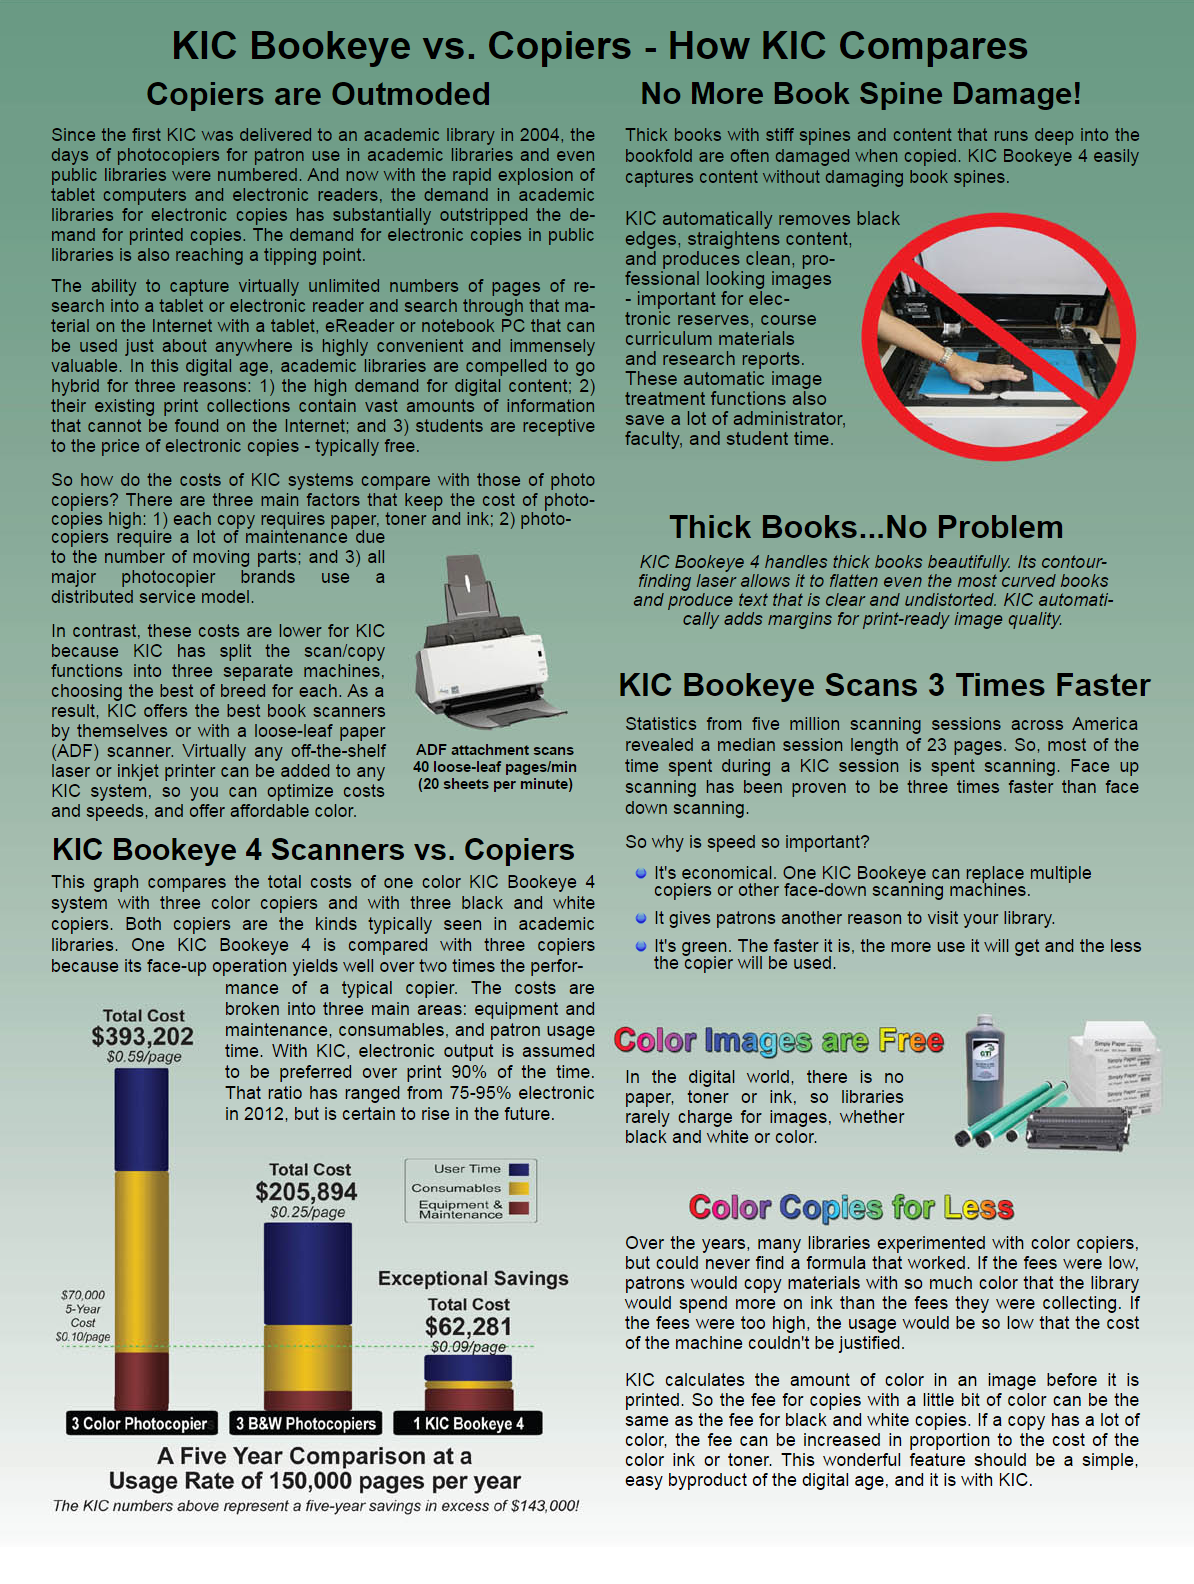 KIC Bookeye vs. Copiers - How KIC Compares
Copiers are Outmoded
Since the first KIC was delivered to an academic library in 2004, the
days of photocopiers for patron use in academic libraries and even
public libraries were numbered. And now with the rapid explosion of
tablet computers and electronic readers, the demand in academic
libraries for electronic copies has substantially outstripped the de-
mand for printed copies. The demand for electronic copies in public
libraries is also reaching a tipping point.
The ability to capture virtually unlimited numbers of pages of re-
search into a tablet or electronic reader and search through that ma-
terial on the Internet with a tablet, eReader or notebook PC that can
be used just about anywhere is highly convenient and immensely
valuable. In this digital age, academic libraries are compelled to go
hybrid for three reasons: 1) the high demand for digital content; 2)
their existing print collections contain vast amounts of information
that cannot be found on the Internet; and 3) students are receptive
to the price of electronic copies - typically free.
So how do the costs of KIC systems compare with those of photo
copiers? There are three main factors that keep the cost of photo-
copies high: 1) each copy requires paper, toner and ink; 2) photo-
copiers require a lot of maintenance due
to the number of moving parts; and 3) all
major photocopier brands use a
distributed service model.
In contrast, these costs are lower for KIC
because KIC has split the scan/copy
functions into three separate machines,
choosing the best of breed for each. As a
result, KIC offers the best book scanners
by themselves or with a loose-leaf paper
(ADF) scanner. Virtually any off-the-shelf
laser or inkjet printer can be added to any
KIC system, so you can optimize costs
and speeds, and offer affordable color.
ADF attachment scans
40 loose-leaf pages/min
(20 sheets per minute)
KIC Bookeye 4 Scanners vs. Copiers
This graph compares the total costs of one color KIC Bookeye 4
system with three color copiers and with three black and white
copiers. Both copiers are the kinds typically seen in academic
libraries. One KIC Bookeye 4 is compared with three copiers
because its face-up operation yields well over two times the perfor-
mance of a typical copier. The costs are
broken into three main areas: equipment and
maintenance, consumables, and patron usage
time. With KIC, electronic output is assumed
to be preferred over print 90% of the time.
That ratio has ranged from 75-95% electronic
in 2012, but is certain to rise in the future.
Total Cost
$393,202
$0.59/page
Total Cost
$205,894
$0.25/page
User Time
Consumables
Equipment &
Maintenance
Exceptional Savings
Total Cost
$62,281
$0.09/page
$70,000
5-Year
Cost
$0.10/page
3 Color Photocopier
3 B&W Photocopiers
1 KIC Bookeye 4
A Five Year Comparison at a
Usage Rate of 150,000 pages per year
The KIC numbers above represent a five-year savings in excess of $143,000!
No More Book Spine Damage!
Thick books with stiff spines and content that runs deep into the
bookfold are often damaged when copied. KIC Bookeye 4 easily
captures content without damaging book spines.
KIC automatically removes black
edges, straightens content,
and produces clean, pro-
fessional looking images
- important for elec-
tronic reserves, course
curriculum materials
and research reports.
These automatic image
treatment functions also
save a lot of administrator,
faculty, and student time.
Thick Books...No Problem
KIC Bookeye 4 handles thick books beautifully. Its contour-
finding laser allows it to flatten even the most curved books
and produce text that is clear and undistorted. KIC automati-
cally adds margins for print-ready image quality.
KIC Bookeye Scans 3 Times Faster
Statistics from five million scanning sessions across America
revealed a median session length of 23 pages. So, most of the
time spent during a KIC session is spent scanning. Face up
scanning has been proven to be three times faster than face
down scanning.
So why is speed so important?
It's economical. One KIC Bookeye can replace multiple
copiers or other face-down scanning machines.
It gives patrons another reason to visit your library.
It's green. The faster it is, the more use it will get and the less
the copier will be used.
Color Images are Free
In the digital world, there is no
paper, toner or ink, so libraries
rarely charge for images, whether
black and white or color.
GTI
Simply Paper
Simply Paper
Simply Paper
Color Copies for Less
Over the years, many libraries experimented with color copiers,
but could never find a formula that worked. If the fees were low,
patrons would copy materials with so much color that the library
would spend more on ink than the fees they were collecting. If
the fees were too high, the usage would be so low that the cost
of the machine couldn't be justified.
KIC calculates the amount of color in an image before it is
printed. So the fee for copies with a little bit of color can be the
same as the fee for black and white copies. If a copy has a lot of
color, the fee can be increased in proportion to the cost of the
color ink or toner. This wonderful feature should be a simple,
easy byproduct of the digital age, and it is with KIC.